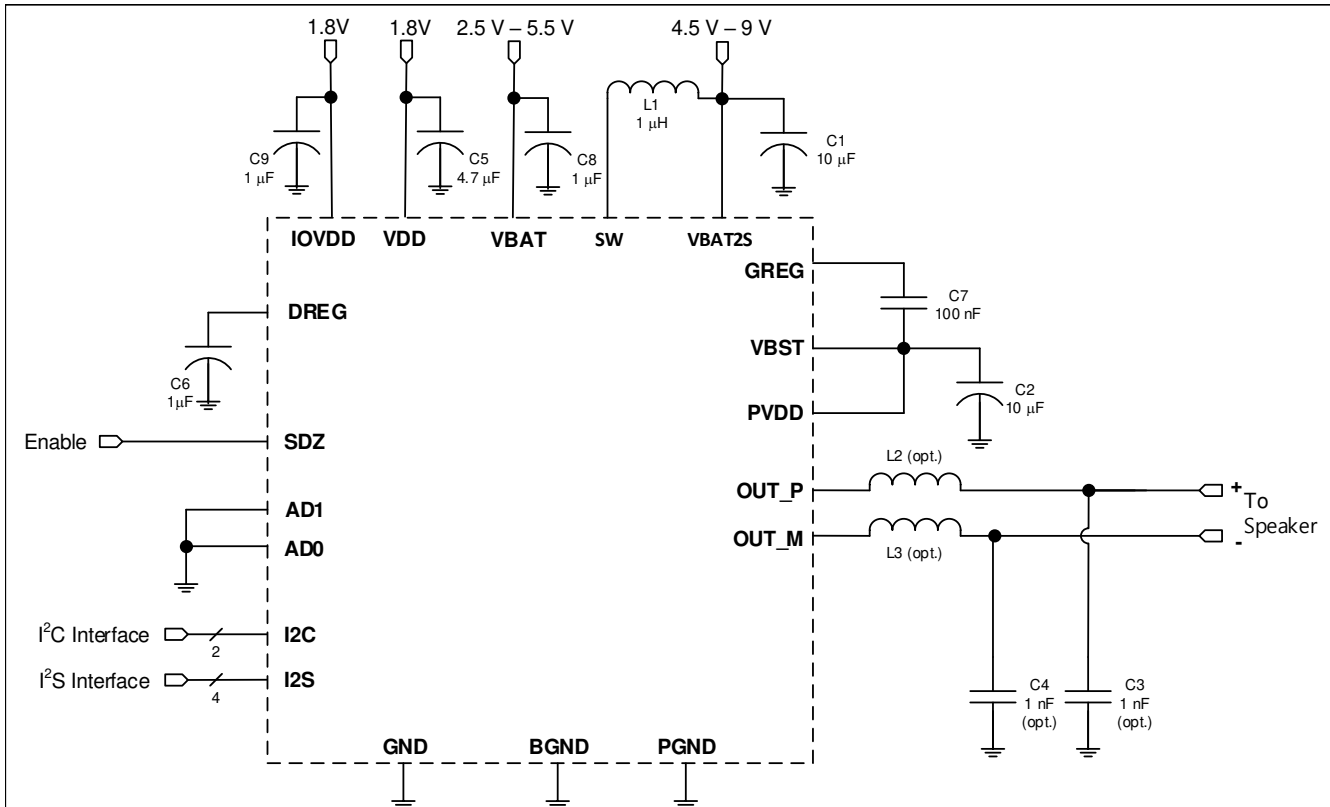 1.8V
1.8V
2.5 V – 5.5 V
4.5 V – 9 V
L1
1 μH
C9
1 μF
C5
4.7 μF
C8
1 μF
C1
10 μF
IOVDD
VDD
VBAT
SW
VBAT2S
GREG
DREG
C7
100 nF
VBST
C6
1μF
C2
10 μF
PVDD
Enable
SDZ
L2 (opt.)
OUT_P
+
To
Speaker
-
AD1
AD0
OUT_M
L3 (opt.)
I²C Interface
2
I2C
I²S Interface
4
I2S
C4
1 nF
(opt.)
C3
1 nF
(opt.)
GND
BGND
PGND